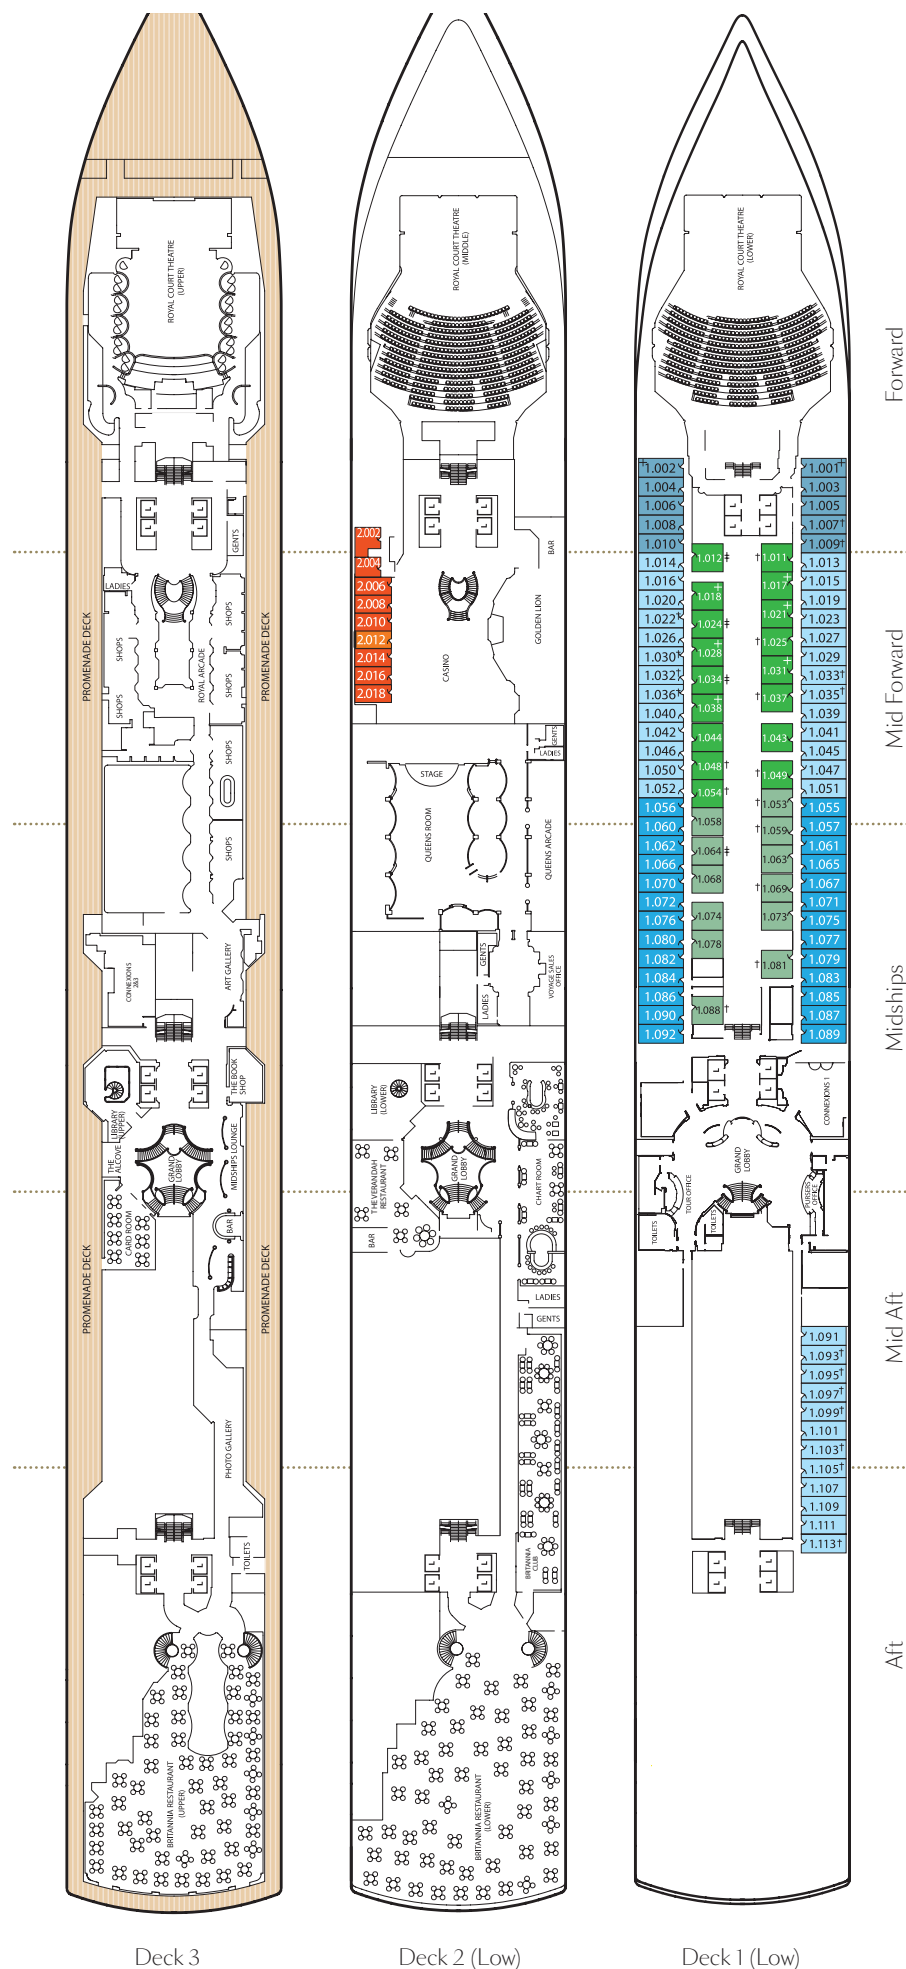 ROYAL COURT THEATRE
(UPPER)
GENTS
LADIES
SHOPS
SHOPS
ROYAL ARCADE
SHOPS
SHOPS
SHOPS
SHOPS
PROMENADE DECK
PROMENADE DECK
CONNEXIONS
2&3
ART GALLERY
THE BOOK
SHOP
LIBRARY
(UPPER)
THE
ALCOVE
GRAND
LOBBY
MIDSHIPS LOUNGE
CARD ROOM
BAR
PROMENADE DECK
PROMENADE DECK
PHOTO GALLERY
TOILETS
BRITANNIA RESTAURANT
(UPPER)
L
L
L
L
L
L
L
L
L
L
L
L
Deck 3
ROYAL COURT THEATRE
(MIDDLE)
L
L
L
L
BAR
2.002
2.004
2.006
2.008
2.010
2.012
2.014
2.016
2.018
CASINO
GOLDEN LION
GENTS
LADIES
STAGE
QUEENS ROOM
QUEENS ARCADE
GENTS
LADIES
VOYAGE SALES
OFFICE
LIBRARY
(LOWER)
L
L
L
L
THE VERANDAH
RESTAURANT
GRAND
LOBBY
CHART ROOM
BAR
LADIES
GENTS
BRITANNIA
CLUB
L
L
L
L
BRITANNIA RESTAURANT
(LOWER)
Deck 2 (Low)
ROYAL COURT THEATRE
(LOWER)
L
L
L
L
1.002
1.004
1.006
1.008
1.010
1.014
1.016
1.020
1.022†
1.026
1.030†
1.032†
1.036†
1.040
1.042
1.046
1.050
1.052
1.056
1.060
1.062
1.066
1.070
1.072
1.076
1.080
1.082
1.084
1.086
1.090
1.092
1.012‡
1.018
1.024‡
1.028
1.034‡
1.038
1.044
1.048†
1.054†
1.058
1.064‡
1.068
1.074
1.078
1.088†
†1.011
1.017
1.021
†1.025
1.031
†1.037
1.043
†1.049
†1.053
†1.059
1.063
†1.069
1.073
†1.081
1.001†
1.003
1.005
1.007†
1.009†
1.013
1.015
1.019
1.023
1.027
1.029
1.033†
1.035†
1.039
1.041
1.045
1.047
1.051
1.055
1.057
1.061
1.065
1.067
1.071
1.075
1.077
1.079
1.083
1.085
1.087
1.089
L
L
L
L
CONNEXIONS 1
GRAND
LOBBY
TOUR OFFICE
PURSERS
OFFICE
TOILETS
TOILETS
1.091
1.093†
1.095†
1.097†
1.099†
1.101
1.103†
1.105†
1.107
1.109
1.111
1.113†
L
L
L
L
Deck 1 (Low)
Forward
Mid Forward
Midships
Mid Aft
Aft